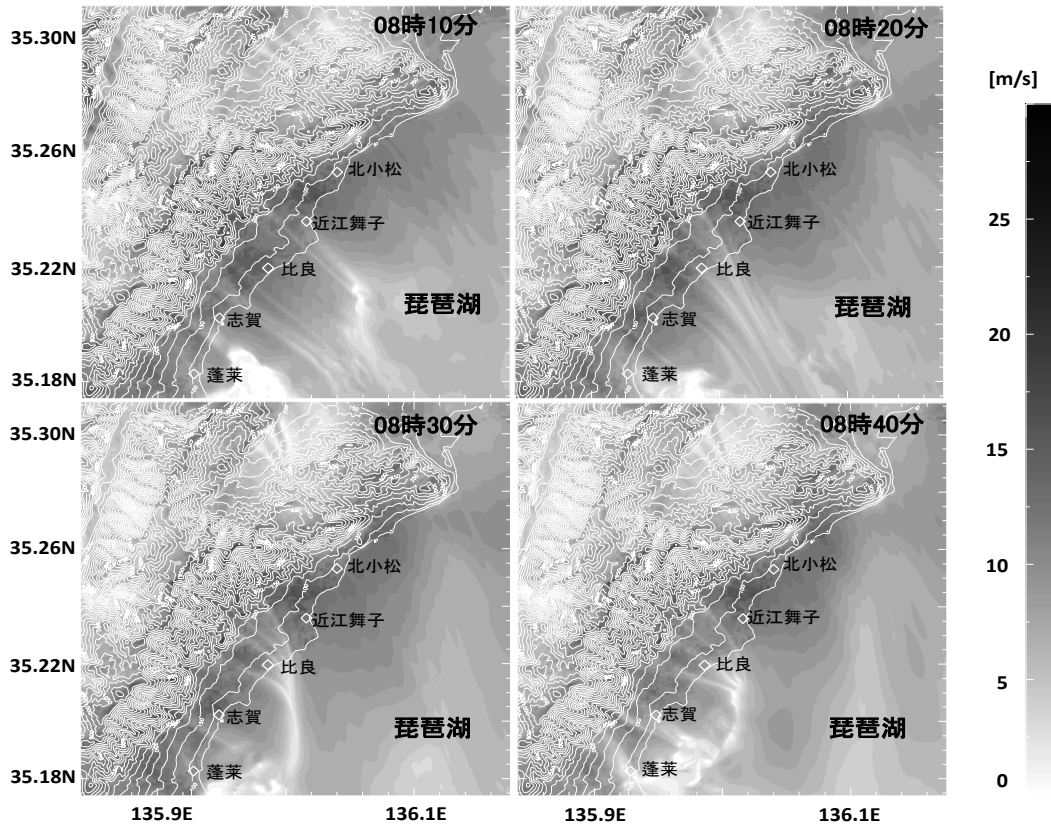 08時10分
08時20分
[m/s]
35.30N
35.26N
35.22N
35.18N
北小松
近江舞子
比良
志賀
蓬莱
琵琶湖
北小松
近江舞子
比良
志賀
蓬莱
琵琶湖
25
20
15
10
5
0
08時30分
08時40分
35.30N
35.26N
35.22N
35.18N
北小松
近江舞子
比良
志賀
蓬莱
琵琶湖
北小松
近江舞子
比良
志賀
蓬莱
琵琶湖
135.9E
136.1E
135.9E
136.1E